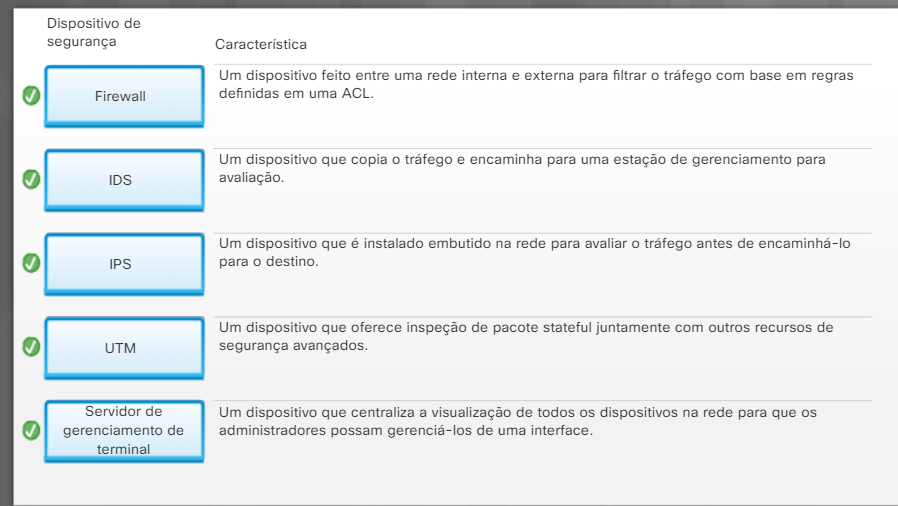 Dispositivo de
segurança
Característica
Firewall
Um dispositivo feito entre uma rede interna e externa para filtrar o tráfego com base em regras
definidas em uma ACL.
IDS
Um dispositivo que copia o tráfego e encaminha para uma estação de gerenciamento para
avaliação.
IPS
Um dispositivo que é instalado embutido na rede para avaliar o tráfego antes de encaminhá-lo
para o destino.
UTM
Um dispositivo que oferece inspeção de pacote stateful juntamente com outros recursos de
segurança avançados.
Servidor de
gerenciamento de
terminal
Um dispositivo que centraliza a visualização de todos os dispositivos na rede para que os
administradores possam gerenciá-los de uma interface.